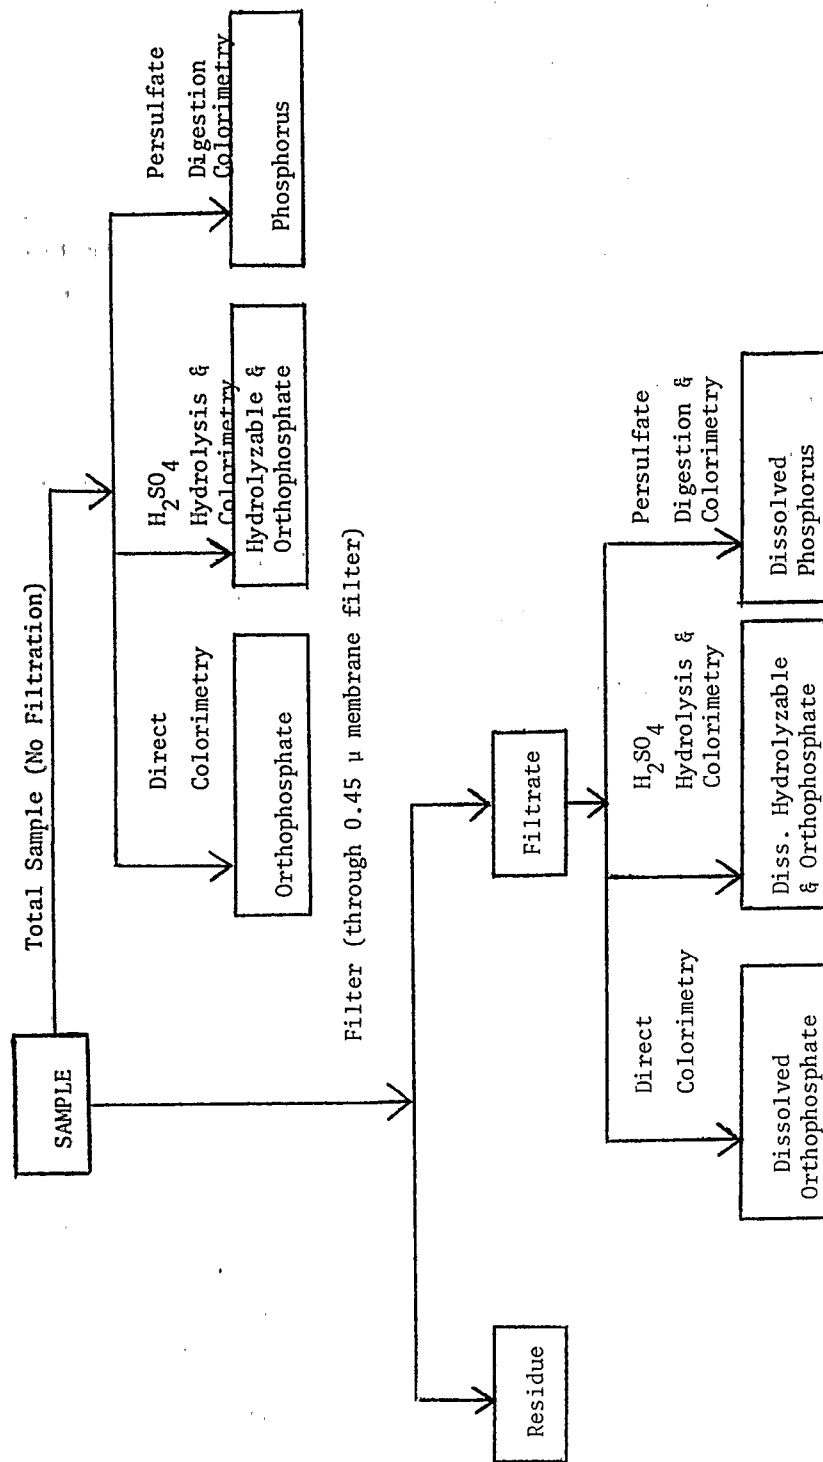 SAMPLE
Total Sample (No Filtration)
Direct
Colorimetry
H2SO4
Hydrolysis &
Colorimetry
Persulfate
Digestion
Colorimetry
Orthophosphate
Hydrolyzable &
Orthophosphate
Phosphorus
Filter (through 0.45 μ membrane filter)
Residue
Filtrate
Direct
Colorimetry
H2SO4
Hydrolysis &
Colorimetry
Persulfate
Digestion &
Colorimetry
Dissolved
Orthophosphate
Diss. Hydrolyzable
& Orthophosphate
Dissolved
Phosphorus